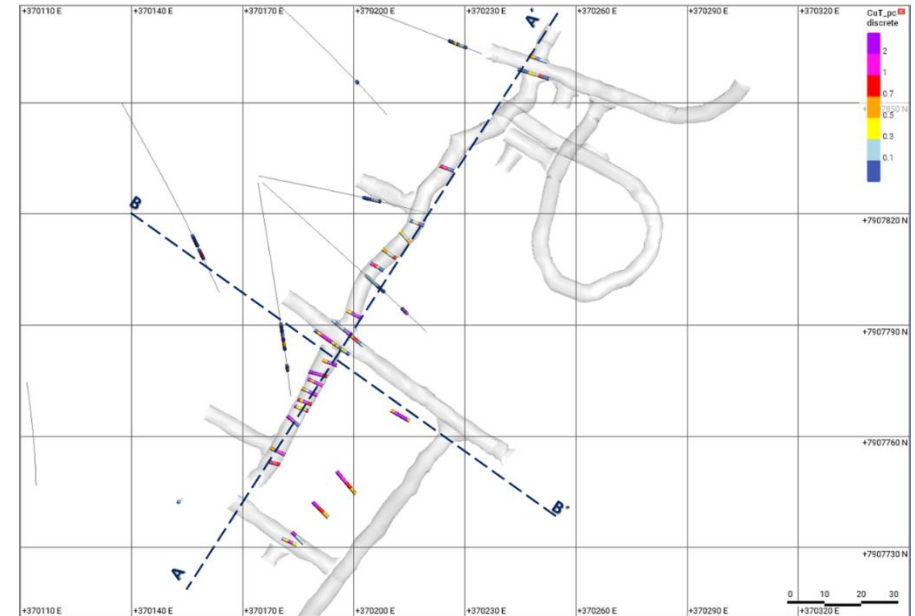 +370110 E
+370140 E
+370170 E
+370200 E
+370230 E
+370260 E
+370290 E
+370320 E
CuT_pc
discrete
2
1
0.7
0.5
0.3
0.1
A'
+7907850 N
B
+7907820 N
+7907790 N
+7907760 N
B'
+7907730 N
A
0 10 20 30
+370110 E
+370140 E
+370170 E
+370200 E
+370230 E
+370260 E
+370290 E
+370320 E